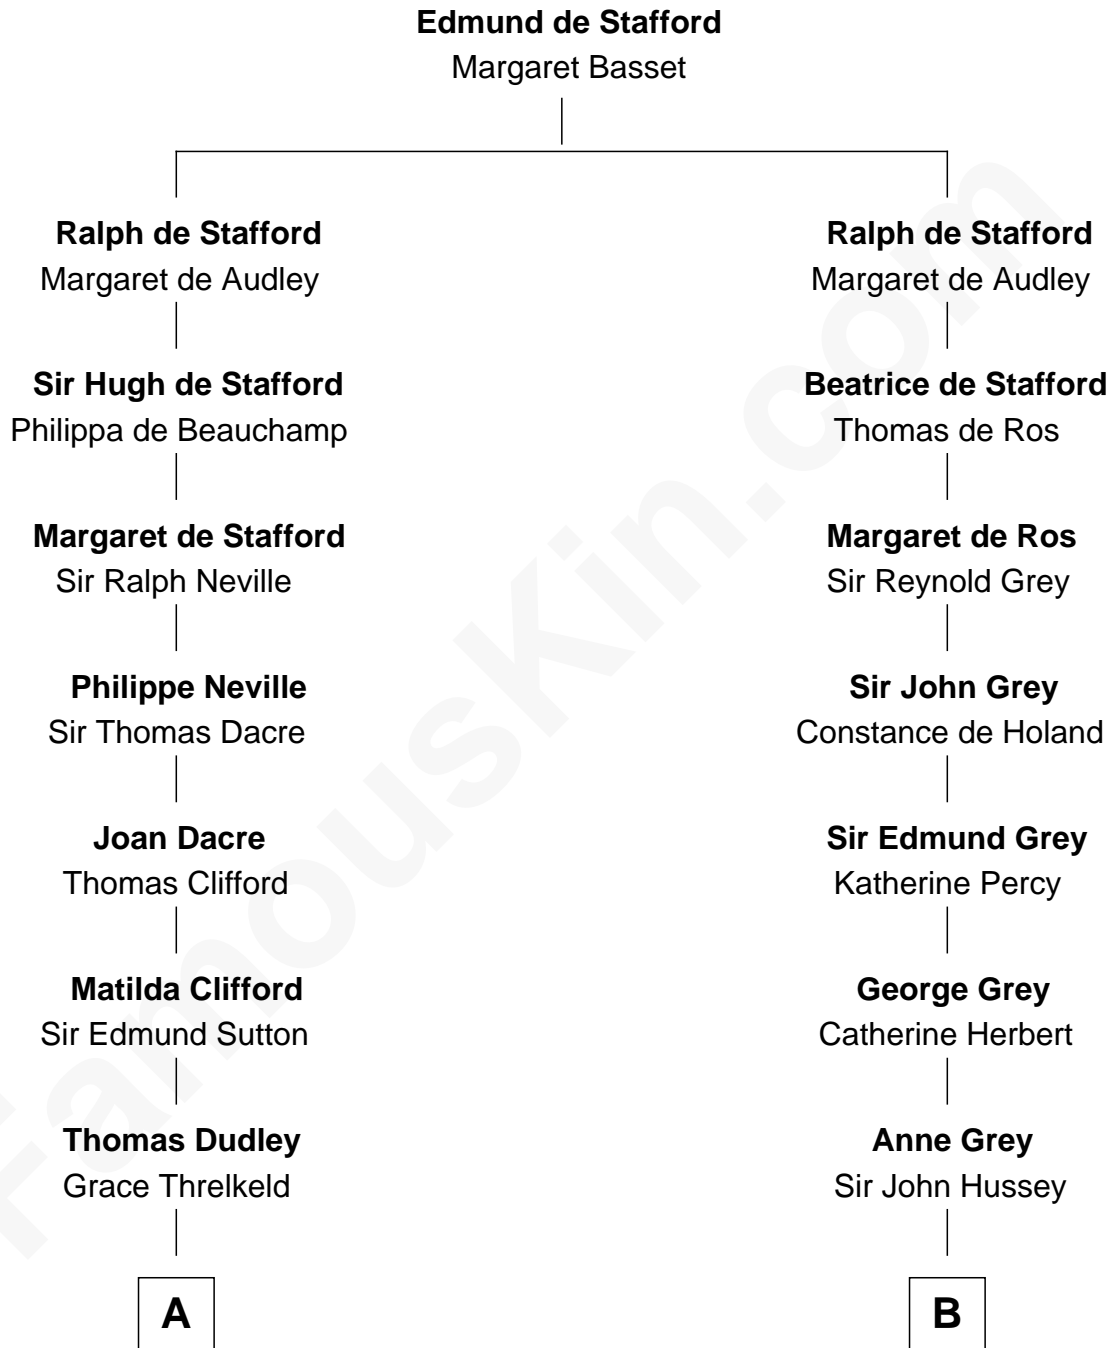 Edmund de Stafford
Margaret Basset
Ralph de Stafford
Margaret de Audley
Sir Hugh de Stafford
Philippa de Beauchamp
Margaret de Stafford
Sir Ralph Neville
Philippe Neville
Sir Thomas Dacre
Joan Dacre
Thomas Clifford
Matilda Clifford
Sir Edmund Sutton
Thomas Dudley
Grace Threlkeld
A
Ralph de Stafford
Margaret de Audley
Beatrice de Stafford
Thomas de Ros
Margaret de Ros
Sir Reynold Grey
Sir John Grey
Constance de Holand
Sir Edmund Grey
Katherine Percy
George Grey
Catherine Herbert
Anne Grey
Sir John Hussey
B
FamousKin.com